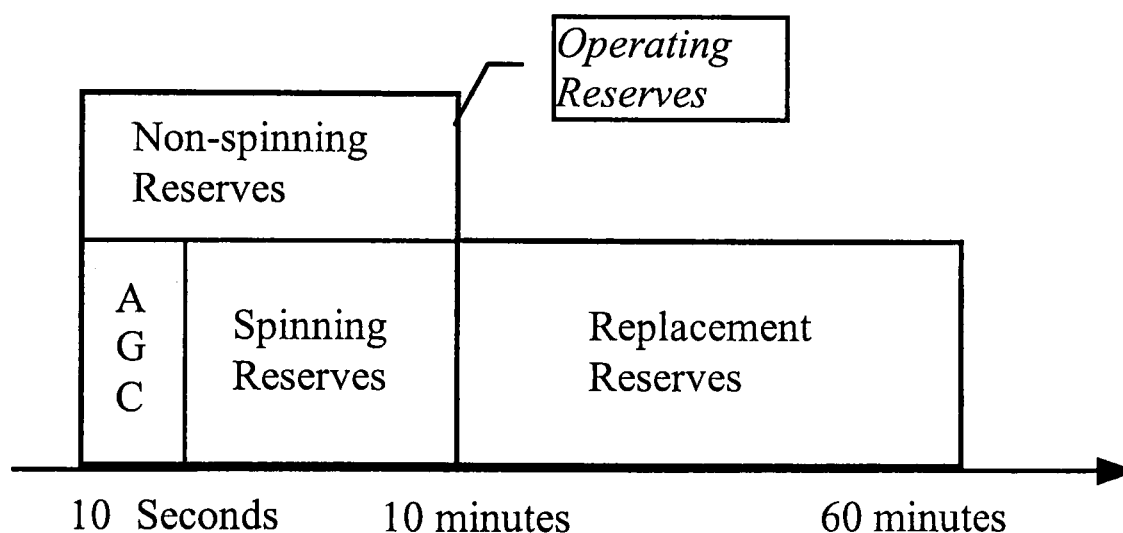 Operating
Reserves
Non-spinning
Reserves
A
G
C
Spinning
Reserves
Replacement
Reserves
10 Seconds
10 minutes
60 minutes